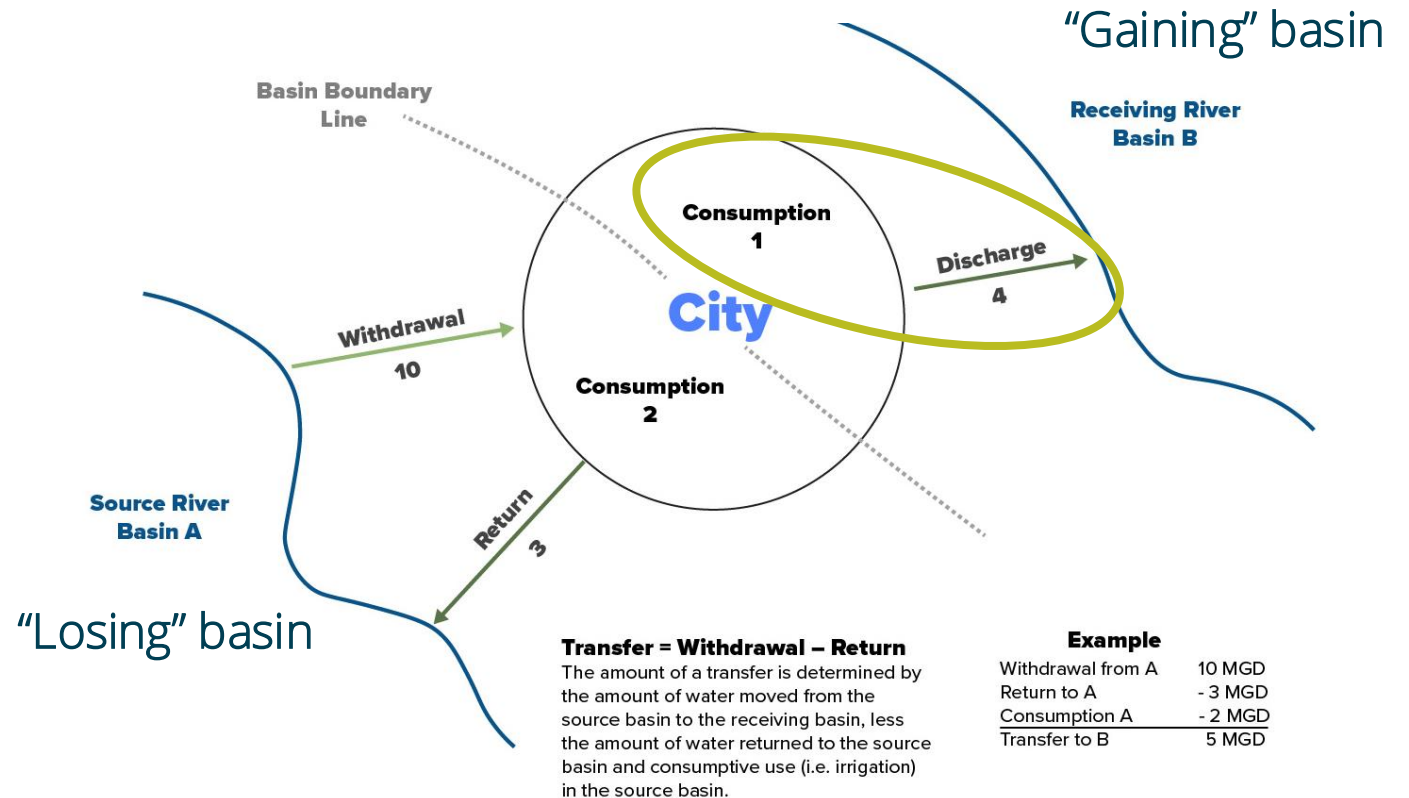 “Gaining” basin
Basin Boundary
Line
Receiving River
Basin B
Consumption
1
Discharge
4
City
Withdrawal
10
Consumption
2
Source River
Basin A
Return
3
“Losing” basin
Transfer = Withdrawal – Return
The amount of a transfer is determined by
the amount of water moved from the
source basin to the receiving basin, less
the amount of water returned to the source
basin and consumptive use (i.e. irrigation)
in the source basin.
Example
Withdrawal from A 10 MGD
Return to A - 3 MGD
Consumption A - 2 MGD
Transfer to B 5 MGD